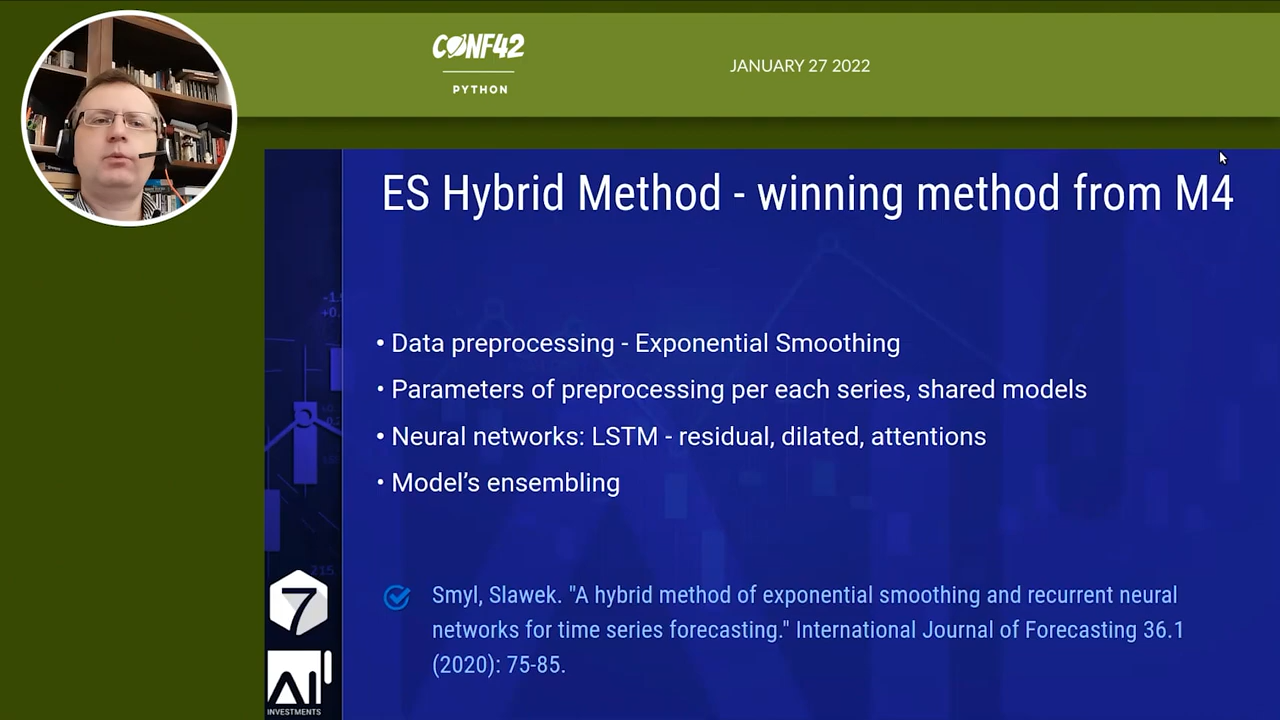 CONF42
PYTHON
JANUARY 27 2022
ES Hybrid Method - winning method from M4
• Data preprocessing - Exponential Smoothing
• Parameters of preprocessing per each series, shared models
• Neural networks: LSTM - residual, dilated, attentions
• Model’s ensembling
Smyl, Slawek. "A hybrid method of exponential smoothing and recurrent neural
networks for time series forecasting." International Journal of Forecasting 36.1
(2020): 75-85.
215
7
AI
INVESTMENTS